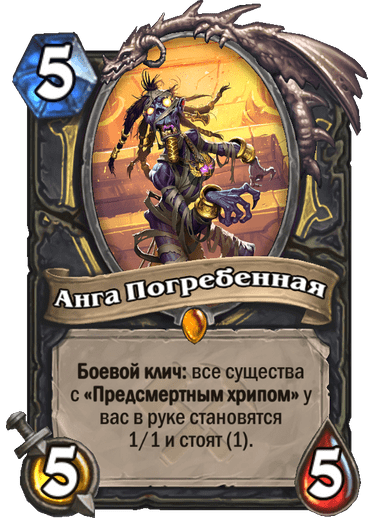 5
Анга Погребенная
Боевой клич: все существа
с «Предсмертным хрипом» у
вас в руке становятся
1/1 и стоят (1).
5
5